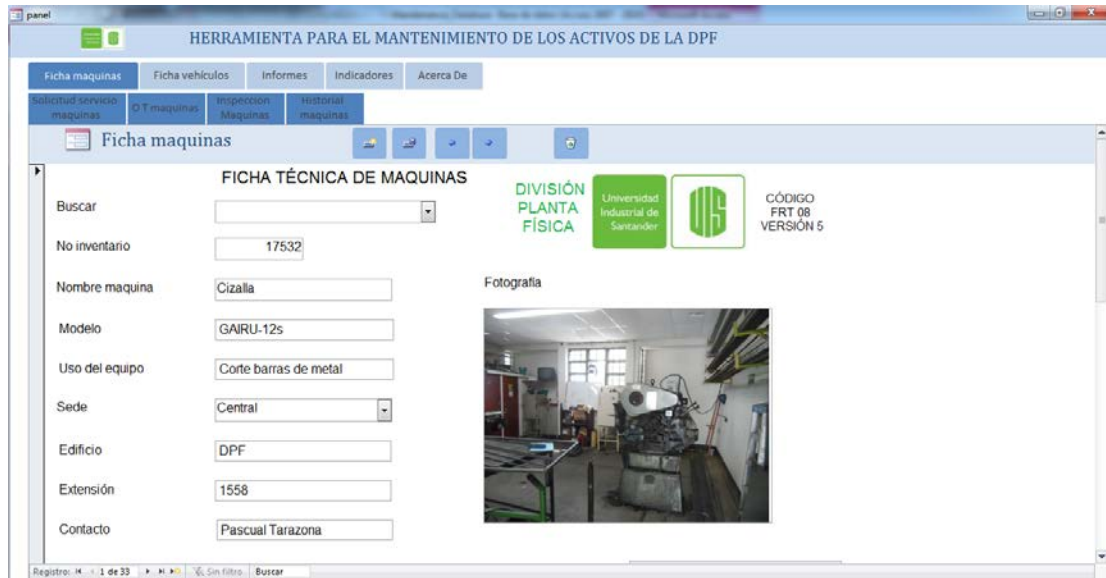 panel
HERRAMIENTA PARA EL MANTENIMIENTO DE LOS ACTIVOS DE LA DPF
Ficha maquinas
Ficha vehículos
Informes
Indicadores
Acerca De
Solicitud servicio
maquinas
O T maquinas
Inspeccion
Maquinas
Historial
maquinas
Ficha maquinas
FICHA TÉCNICA DE MAQUINAS
DIVISIÓN
PLANTA
FÍSICA
Universidad
Industrial de
Santander
UIS
CÓDIGO
FRT 08
VERSIÓN 5
Buscar
No inventario 17532
Nombre maquina Cizalla
Fotografia
Modelo GAIRU-12s
Uso del equipo Corte barras de metal
Sede Central
Edificio DPF
Extensión 1558
Contacto Pascual Tarazona
Registro: 1 de 33 Sin filtro Buscar